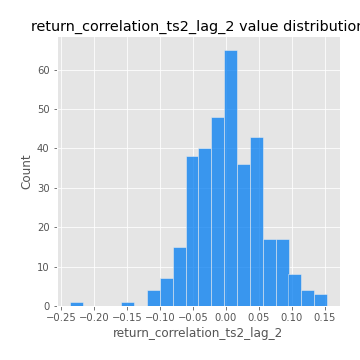 return_correlation_ts2_lag_2 value distribution
60
50
40
30
20
10
0
Count
−0.25 −0.20 −0.15 −0.10 −0.05 0.00 0.05 0.10 0.15
return_correlation_ts2_lag_2